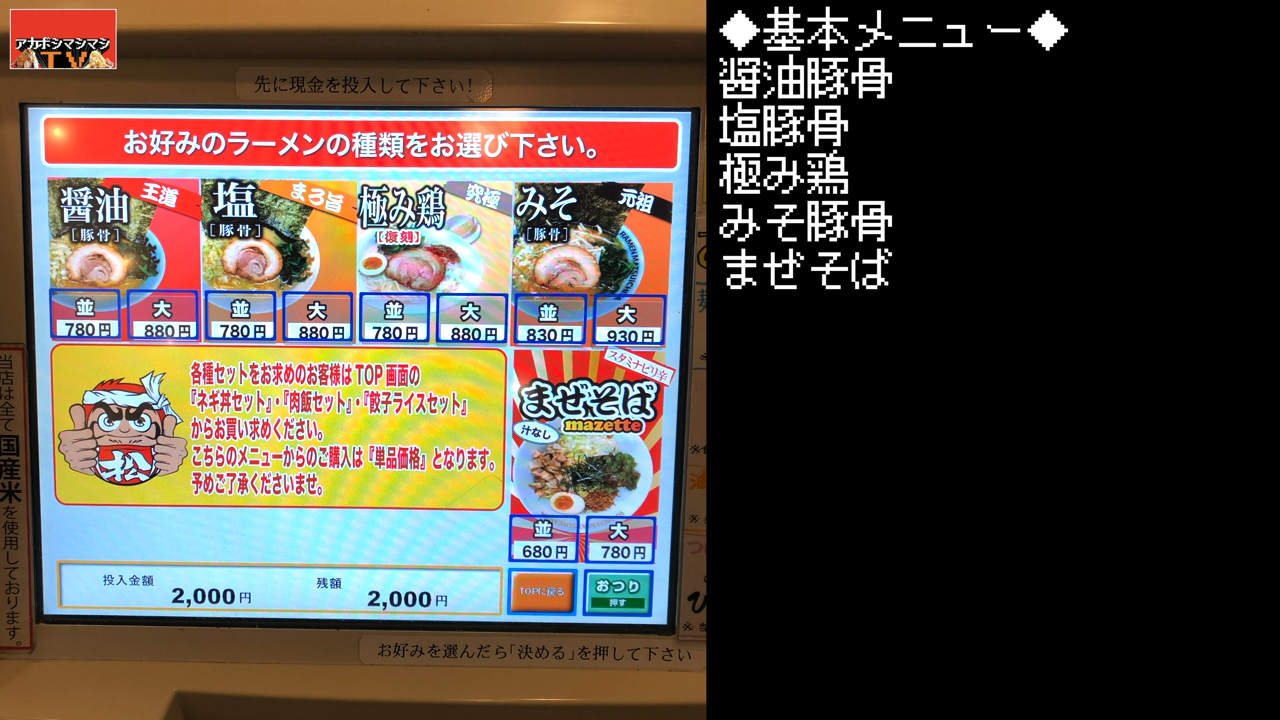 アカボシマシマシ
TV
先に現金を投入して下さい!
お好みのラーメンの種類をお選び下さい。
醤油 王道
[豚骨]
並 大
780円 880円
塩 まろ旨
[豚骨]
並 大
780円 880円
極み鶏 究極
【復刻】
並 大
780円 880円
みそ 元祖
[豚骨]
並 大
830円 930円
各種セットをお求めのお客様はTOP画面の
『ネギ丼セット』・『肉飯セット』・『餃子ライスセット』
からお買い求めください。
こちらのメニューからのご購入は『単品価格』となります。
予めご了承くださいませ。
松
スタミナピリ辛
まぜそば
mazette
汁なし
並 大
680円 780円
投入金額 2,000円 残額 2,000円
TOPに戻る
おつり
押す
お好みを選んだら「決める」を押して下さい
当店は全て国産米を使用しております。
◆基本メニュー◆
醤油豚骨
塩豚骨
極み鶏
みそ豚骨
まぜそば